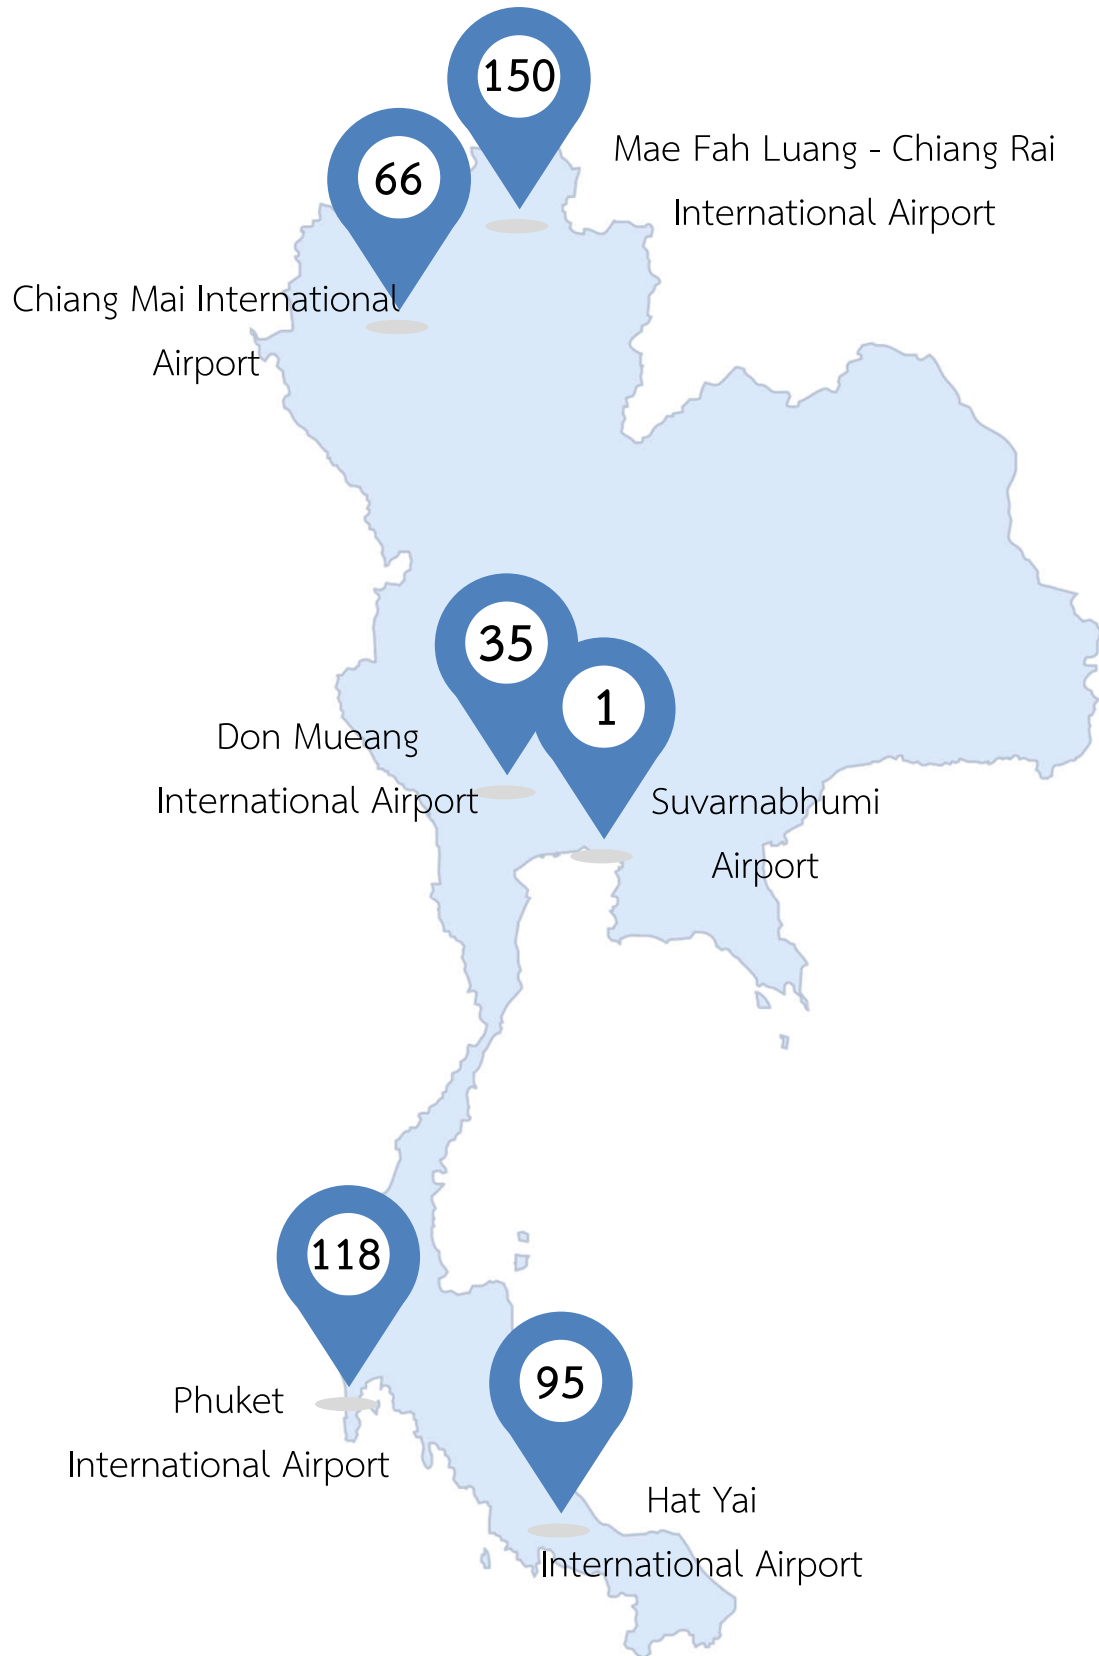 150
Mae Fah Luang - Chiang Rai
International Airport
66
Chiang Mai International
Airport
35
Don Mueang
International Airport
1
Suvarnabhumi
Airport
118
Phuket
International Airport
95
Hat Yai
International Airport